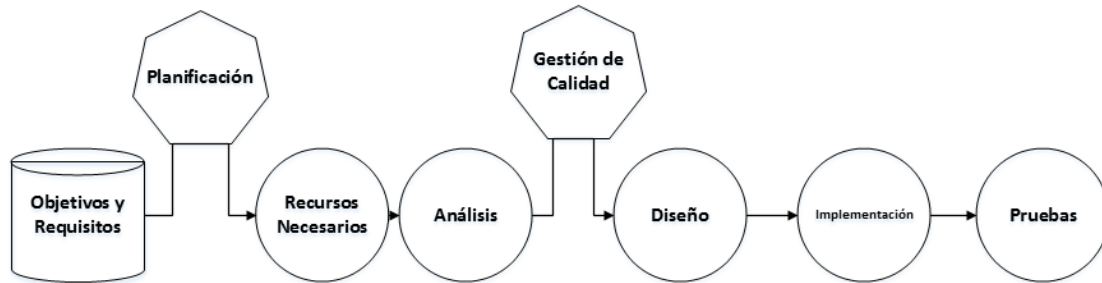 Planificación
Gestión de
Calidad
Objetivos y
Requisitos
Recursos
Necesarios
Análisis
Diseño
Implementación
Pruebas